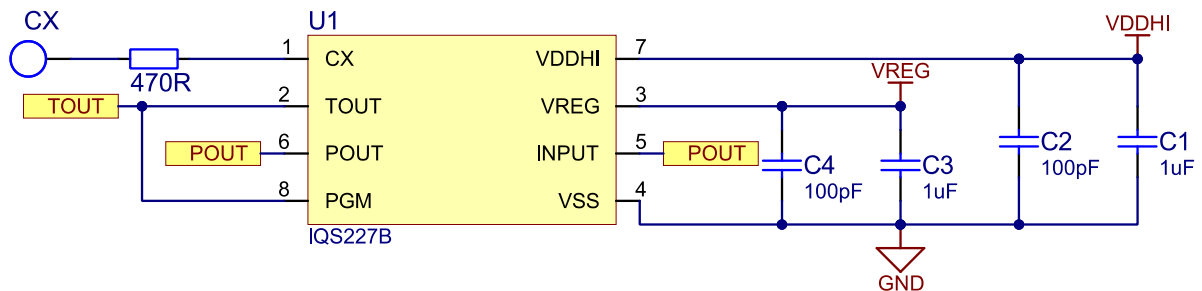 CX
U1
VDDHI
1
CX
VDDHI
7
470R
VREG
TOUT
2
TOUT
VREG
3
POUT
6
POUT
INPUT
5
POUT
C4
100pF
C3
1uF
C2
100pF
C1
1uF
8
PGM
VSS
4
IQS227B
GND